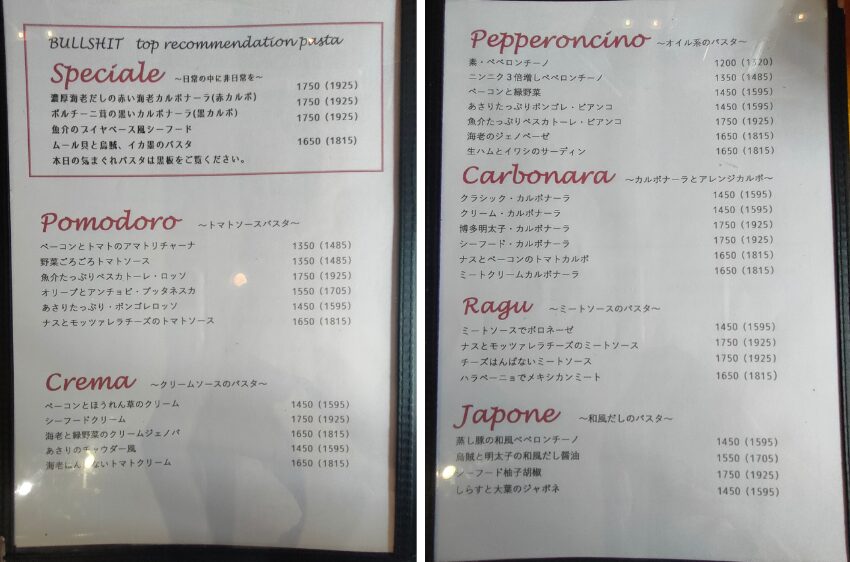 BULLSHIT top recommendation pasta
Speciale ～日常の中に非日常を～
濃厚海老だしの赤い海老カルボナーラ(赤カルボ) 1750 (1925)
ポルチーニ茸の黒いカルボナーラ(黒カルボ) 1750 (1925)
魚介のブイヤベース風シーフード 1750 (1925)
ムール貝と烏賊、イカ墨のパスタ 1650 (1815)
本日の気まぐれパスタは黒板をご覧ください。
Pomodoro ～トマトソースパスタ～
ベーコンとトマトのアマトリチャーナ 1350 (1485)
野菜ごろごろトマトソース 1350 (1485)
魚介たっぷりペスカトーレ・ロッソ 1750 (1925)
オリーブとアンチョビ・プッタネスカ 1550 (1705)
あさりたっぷり・ボンゴレロッソ 1450 (1595)
ナスとモッツァレラチーズのトマトソース 1650 (1815)
Crema ～クリームソースのパスタ～
ベーコンとほうれん草のクリーム 1450 (1595)
シーフードクリーム 1750 (1925)
海老と緑野菜のクリームジェノバ 1650 (1815)
あさりのチャウダー風 1450 (1595)
海老にんにないトマトクリーム 1650 (1815)
Pepperoncino ～オイル系のパスタ～
素・ペペロンチーノ 1200 (1320)
ニンニク３倍増しペペロンチーノ 1350 (1485)
ベーコンと緑野菜 1450 (1595)
あさりたっぷりボンゴレ・ビアンコ 1450 (1595)
魚介たっぷりペスカトーレ・ビアンコ 1750 (1925)
海老のジェノベーゼ 1650 (1815)
生ハムとイワシのサーディン 1650 (1815)
Carbonara ～カルボナーラとアレンジカルボ～
クラシック・カルボナーラ 1450 (1595)
クリーム・カルボナーラ 1450 (1595)
博多明太子・カルボナーラ 1750 (1925)
シーフード・カルボナーラ 1750 (1925)
ナスとベーコンのトマトカルボ 1650 (1815)
ミートクリームカルボナーラ 1650 (1815)
Ragu ～ミートソースのパスタ～
ミートソースでボロネーゼ 1450 (1595)
ナスとモッツァレラチーズのミートソース 1750 (1925)
チーズはんぱないミートソース 1750 (1925)
ハラペーニョでメキシカンミート 1650 (1815)
Japone ～和風だしのパスタ～
蒸し豚の和風ペペロンチーノ 1450 (1595)
烏賊と明太子の和風だし醤油 1550 (1705)
シーフード柚子胡椒 1750 (1925)
しらすと大葉のジャポネ 1450 (1595)